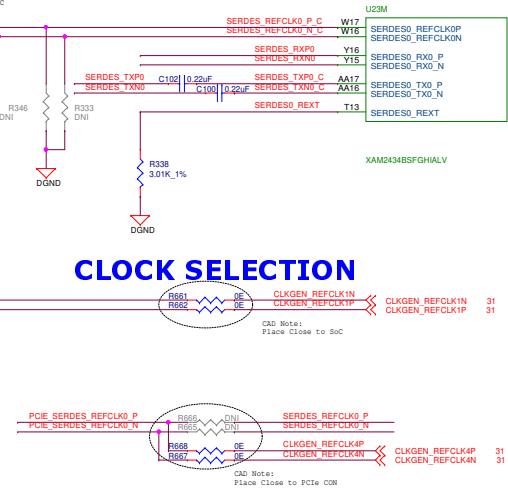 C
U23M
SERDES_REFCLK0_P_C W17 SERDES0_REFCLK0P
SERDES_REFCLK0_N_C W16 SERDES0_REFCLK0N
SERDES_RXP0 Y16 SERDES0_RX0_P
SERDES_RXN0 Y15 SERDES0_RX0_N
SERDES_TXP0 C102 0.22uF SERDES_TXP0_C AA17 SERDES0_TX0_P
SERDES_TXN0 C100 0.22uF SERDES_TXN0_C AA16 SERDES0_TX0_N
SERDES0_REXT T13 SERDES0_REXT
R346 R333
DNI DNI
XAM2434BSFGHIALV
R338
3.01K_1%
DGND
DGND
CLOCK SELECTION
R661 0E CLKGEN_REFCLK1N CLKGEN_REFCLK1N 31
R662 0E CLKGEN_REFCLK1P CLKGEN_REFCLK1P 31
CAD Note:
Place Close to SoC
PCIE_SERDES_REFCLK0_P R666 DNI SERDES_REFCLK0_P
PCIE_SERDES_REFCLK0_N R665 DNI SERDES_REFCLK0_N
R668 0E CLKGEN_REFCLK4P CLKGEN_REFCLK4P 31
R667 0E CLKGEN_REFCLK4N CLKGEN_REFCLK4N 31
CAD Note:
Place Close to PCIe CON